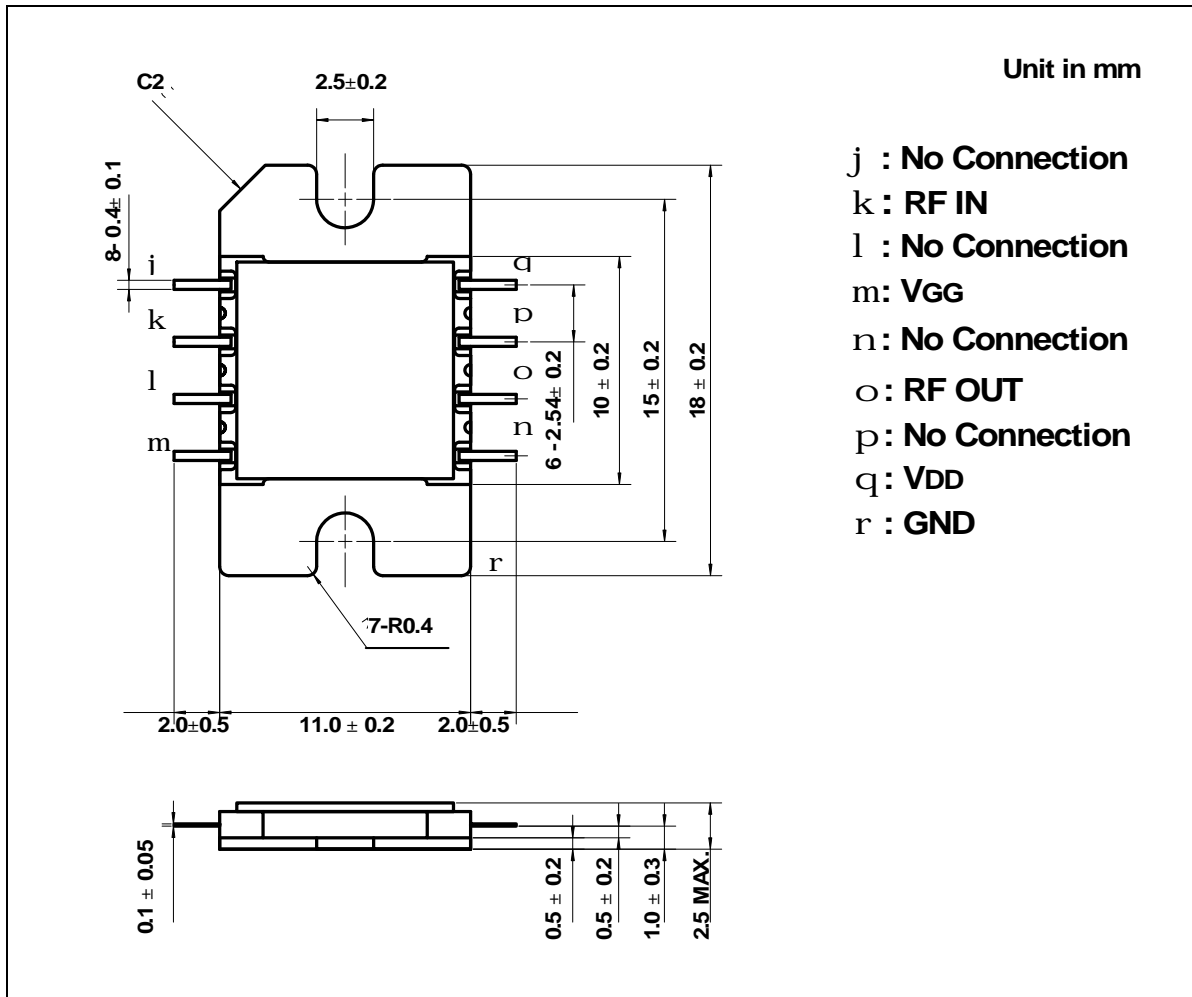 Unit in mm
C2
2.5±0.2
8-0.4±0.1
j : No Connection
k : RF IN
l : No Connection
m: VGG
n: No Connection
o: RF OUT
p: No Connection
q: VDD
r : GND
j
k
l
m
q
p
o
n
r
6-2.54±0.2
10 ± 0.2
15 ± 0.2
18 ± 0.2
7-R0.4
2.0±0.5
11.0 ± 0.2
2.0±0.5
0.1 ± 0.05
0.5 ± 0.2
0.5 ± 0.2
1.0 ± 0.3
2.5 MAX.